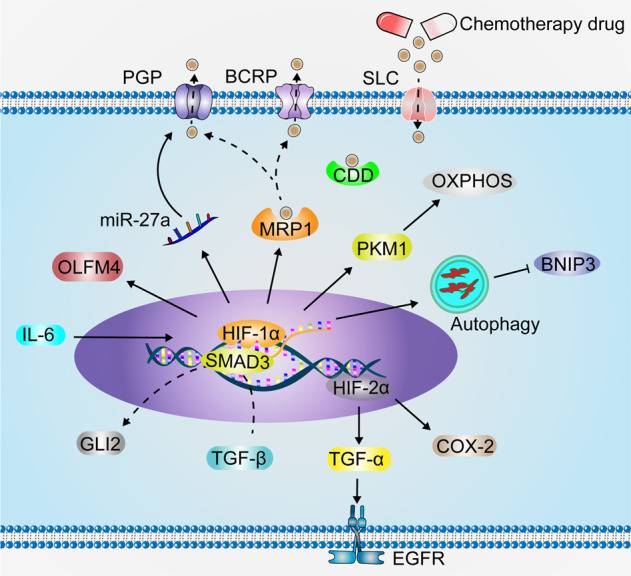 Chemotherapy drug
PGP
BCRP
SLC
CDD
OXPHOS
miR-27a
MRP1
PKM1
OLFM4
BNIP3
Autophagy
IL-6
HIF-1α
SMAD3
HIF-2α
GLI2
TGF-β
TGF-α
COX-2
EGFR